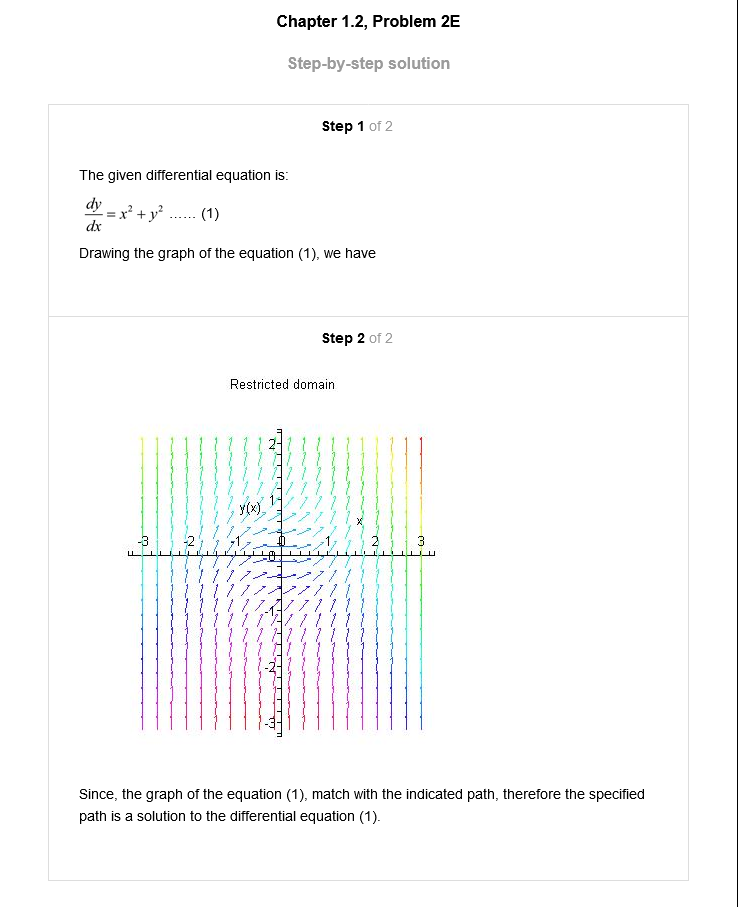 Chapter 1.2, Problem 2E
Step-by-step solution
Step 1 of 2
The given differential equation is:
dy/dx = x² + y² ...... (1)
Drawing the graph of the equation (1), we have
Step 2 of 2
Restricted domain
2
1
y(x)
x
-3 -2 -1 0 1 2 3
0
-1
-2
-3
Since, the graph of the equation (1), match with the indicated path, therefore the specified
path is a solution to the differential equation (1).